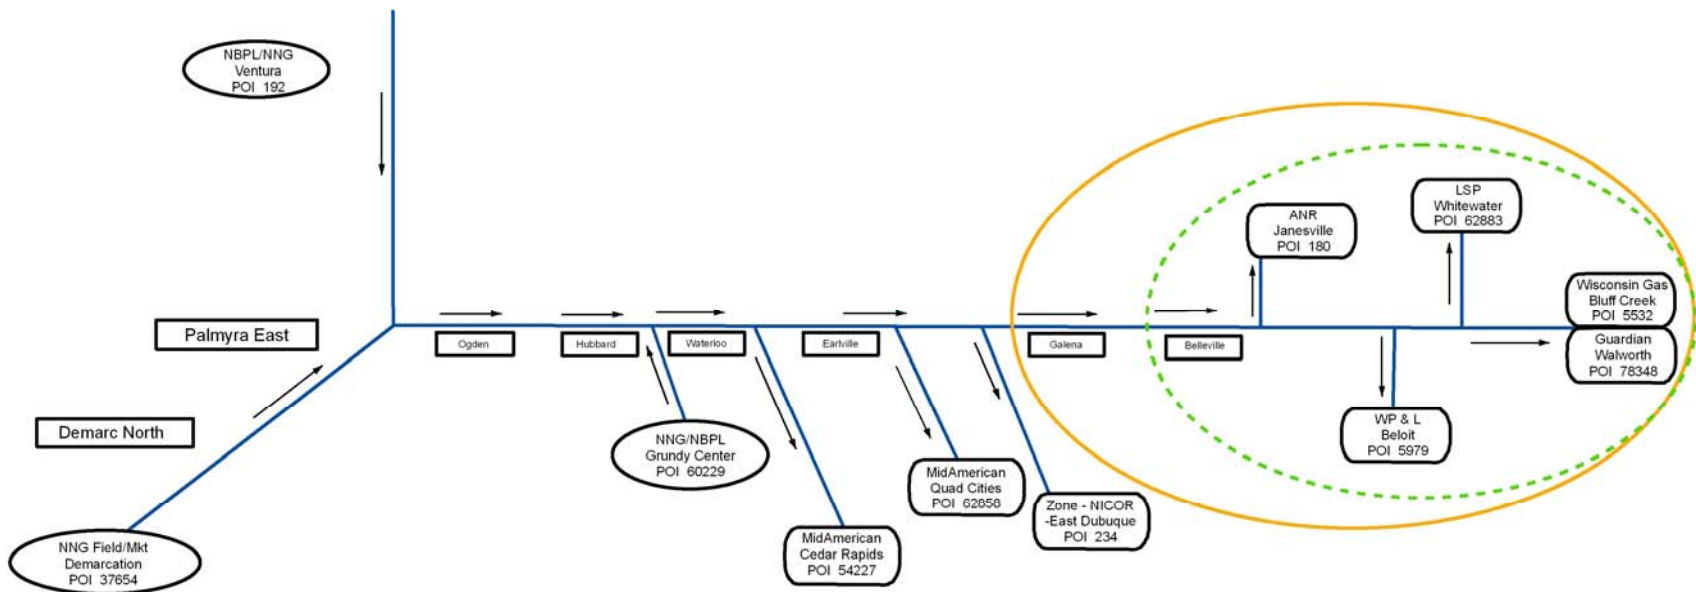 NBPL/NNG
Ventura
POI 192
LSP
Whitewater
POI 62883
ANR
Janesville
POI 180
Wisconsin Gas
Bluff Creek
POI 5532
Palmyra East
Ogden
Hubbard
Waterloo
Earlville
Galena
Belleville
Guardian
Walworth
POI 78348
Demarc North
NNG/NBPL
Grundy Center
POI 60229
WP & L
Beloit
POI 5979
MidAmerican
Quad Cities
POI 62858
Zone - NICOR
-East Dubuque
POI 234
NNG Field/Mkt
Demarcation
POI 37654
MidAmerican
Cedar Rapids
POI 54227